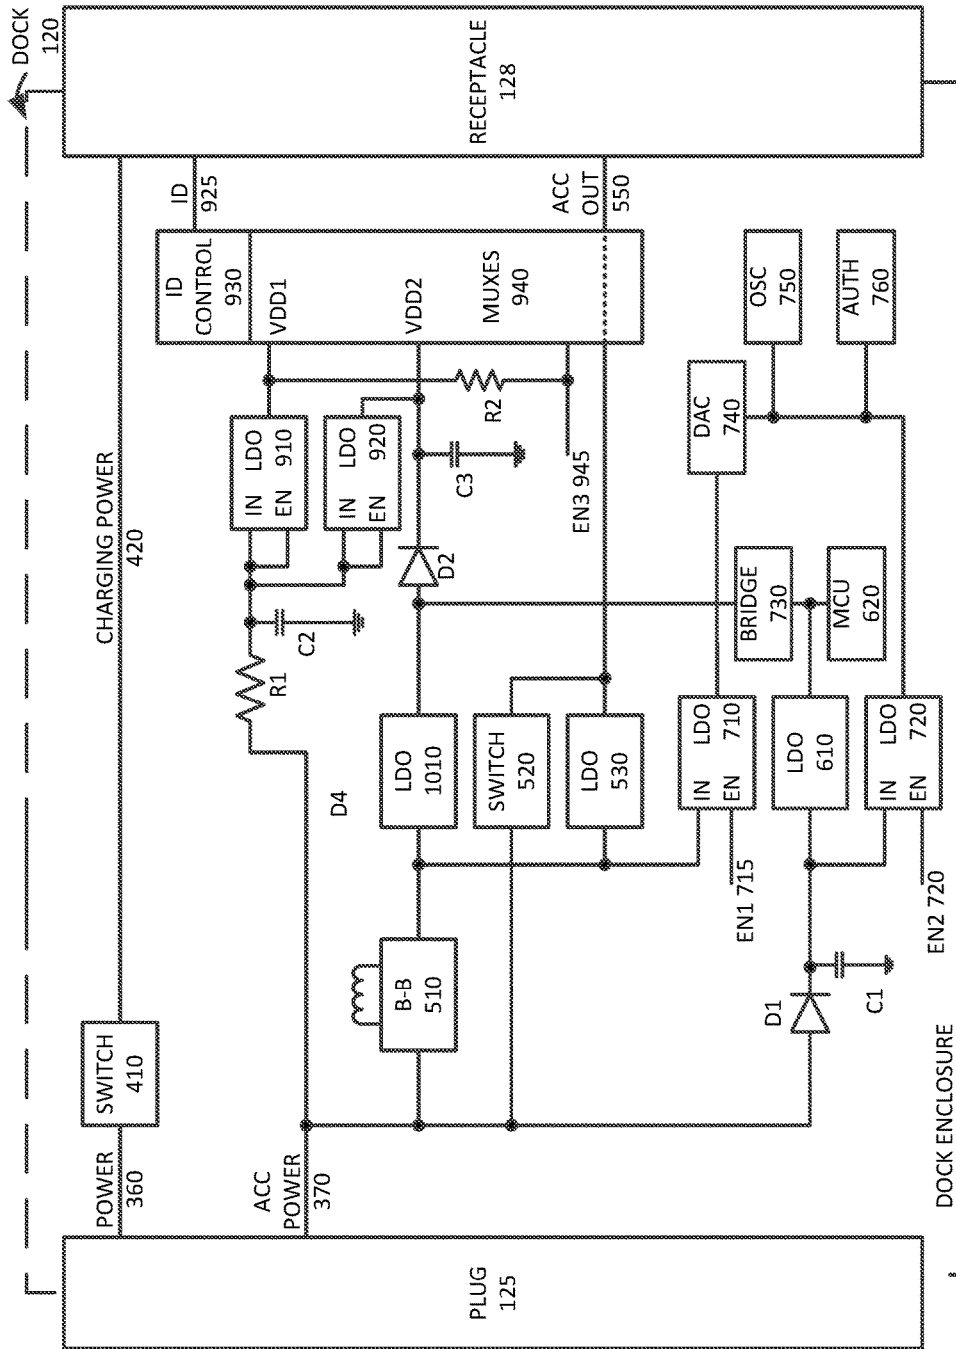 DOCK
120
RECEPTACLE
128
PLUG
125
POWER
360
SWITCH
410
CHARGING POWER
420
ACC
POWER
370
ID
925
ID
CONTROL
930
VDD1
VDD2
MUXES
940
ACC
OUT
550
R1
C2
IN LDO
910
EN
IN LDO
920
EN
R2
C3
EN3 945
D2
D4
B-B
510
LDO
1010
SWITCH
520
LDO
530
IN LDO
EN 710
EN1 715
DAC
740
OSC
750
AUTH
760
BRIDGE
730
MCU
620
LDO
610
IN LDO
EN 720
EN2 720
D1
C1
DOCK ENCLOSURE